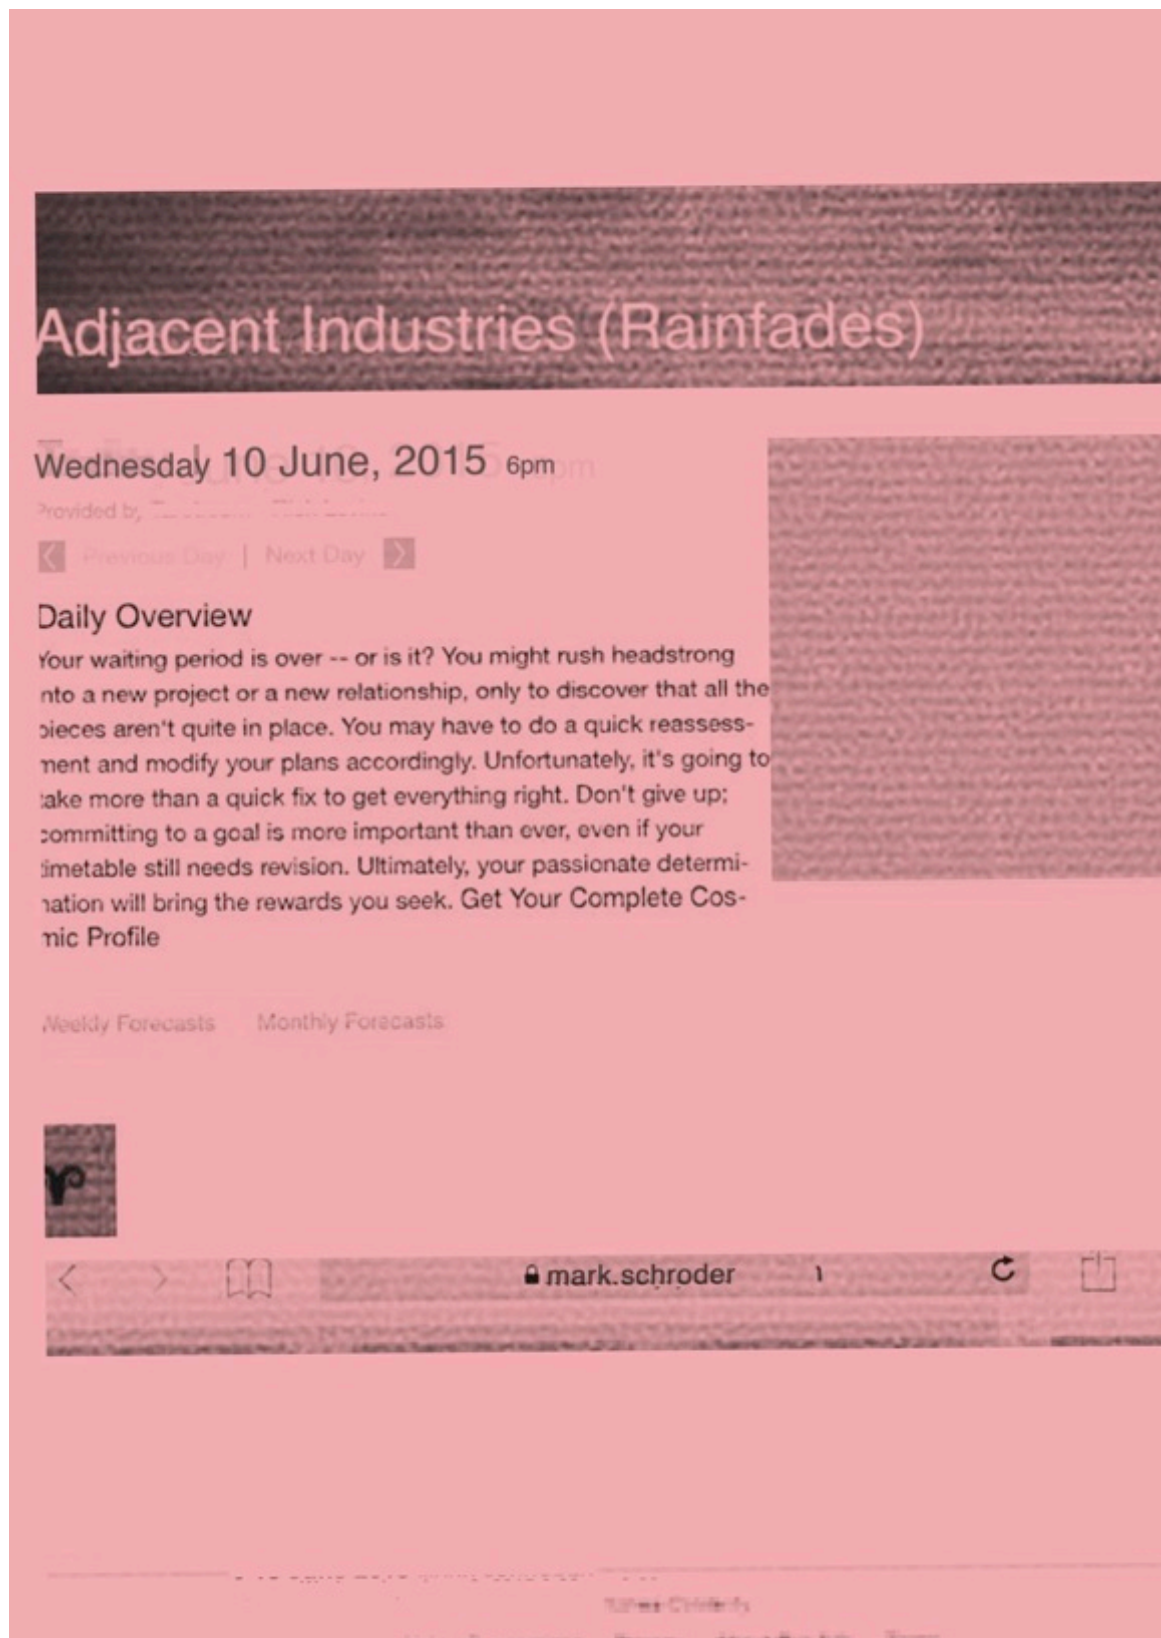 Adjacent Industries (Rainfades)
Wednesday 10 June, 2015 6pm
Provided by
Previous Day | Next Day
Daily Overview
Your waiting period is over -- or is it? You might rush headstrong
nto a new project or a new relationship, only to discover that all the
pieces aren't quite in place. You may have to do a quick reassess-
ment and modify your plans accordingly. Unfortunately, it's going to
take more than a quick fix to get everything right. Don't give up;
committing to a goal is more important than ever, even if your
timetable still needs revision. Ultimately, your passionate determi-
nation will bring the rewards you seek. Get Your Complete Cos-
mic Profile
Weekly Forecasts Monthly Forecasts
r
mark.schroder